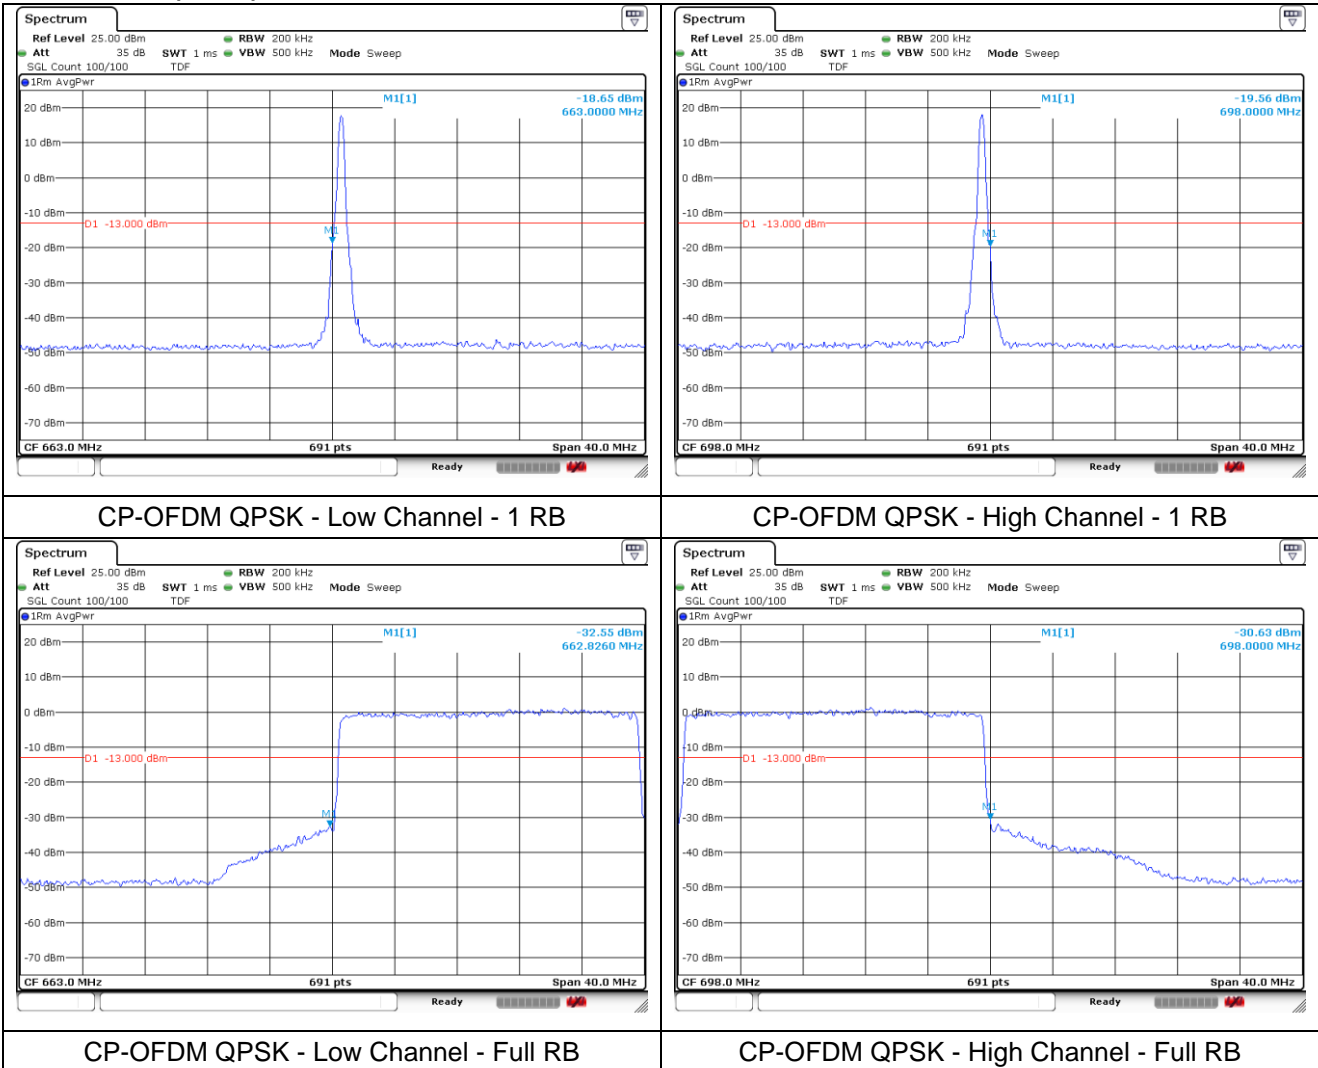 Spectrum
Ref Level 25.00 dBm RBW 200 kHz
Att 35 dB SWT 1 ms VBW 500 kHz Mode Sweep
SGL Count 100/100 TDF
1Rm AvgPwr
M1[1] -18.65 dBm
663.0000 MHz
20 dBm
10 dBm
0 dBm
-10 dBm
D1 -13.000 dBm
M1
-20 dBm
-30 dBm
-40 dBm
-50 dBm
-60 dBm
-70 dBm
CF 663.0 MHz 691 pts Span 40.0 MHz
Ready
CP-OFDM QPSK - Low Channel - 1 RB
Spectrum
Ref Level 25.00 dBm RBW 200 kHz
Att 35 dB SWT 1 ms VBW 500 kHz Mode Sweep
SGL Count 100/100 TDF
1Rm AvgPwr
M1[1] -19.56 dBm
698.0000 MHz
20 dBm
10 dBm
0 dBm
-10 dBm
D1 -13.000 dBm
M1
-20 dBm
-30 dBm
-40 dBm
-50 dBm
-60 dBm
-70 dBm
CF 698.0 MHz 691 pts Span 40.0 MHz
Ready
CP-OFDM QPSK - High Channel - 1 RB
Spectrum
Ref Level 25.00 dBm RBW 200 kHz
Att 35 dB SWT 1 ms VBW 500 kHz Mode Sweep
SGL Count 100/100 TDF
1Rm AvgPwr
M1[1] -32.55 dBm
662.8260 MHz
20 dBm
10 dBm
0 dBm
-10 dBm
D1 -13.000 dBm
-20 dBm
-30 dBm
M1
-40 dBm
-50 dBm
-60 dBm
-70 dBm
CF 663.0 MHz 691 pts Span 40.0 MHz
Ready
CP-OFDM QPSK - Low Channel - Full RB
Spectrum
Ref Level 25.00 dBm RBW 200 kHz
Att 35 dB SWT 1 ms VBW 500 kHz Mode Sweep
SGL Count 100/100 TDF
1Rm AvgPwr
M1[1] -30.63 dBm
698.0000 MHz
20 dBm
10 dBm
0 dBm
-10 dBm
D1 -13.000 dBm
-20 dBm
M1
-30 dBm
-40 dBm
-50 dBm
-60 dBm
-70 dBm
CF 698.0 MHz 691 pts Span 40.0 MHz
Ready
CP-OFDM QPSK - High Channel - Full RB